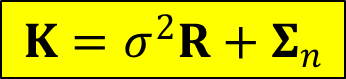 𝐊 = σ²𝐑 + 𝚺ₙ